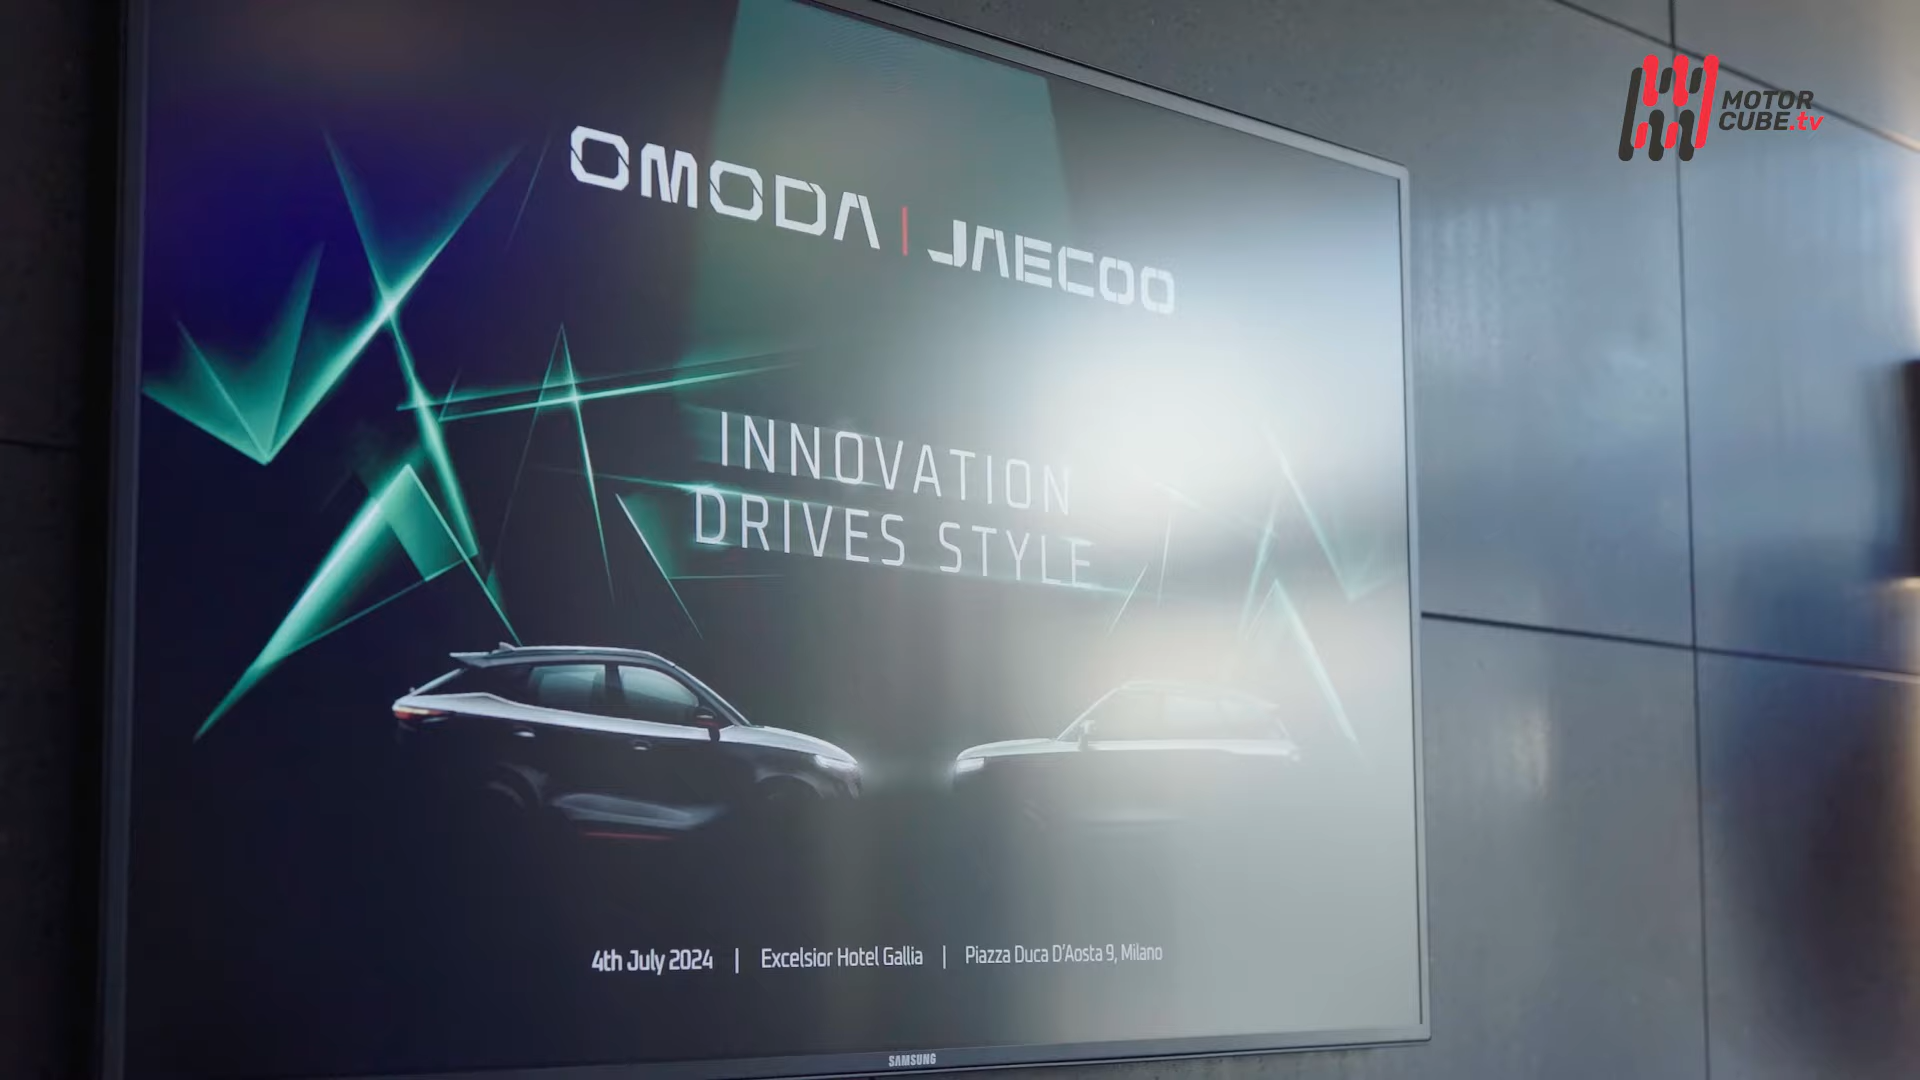 MOTOR
CUBE.tv
OMODA | JAECOO
INNOVATION
DRIVES STYLE
4th July 2024 | Excelsior Hotel Gallia | Piazza Duca D'Aosta 9, Milano
SAMSUNG